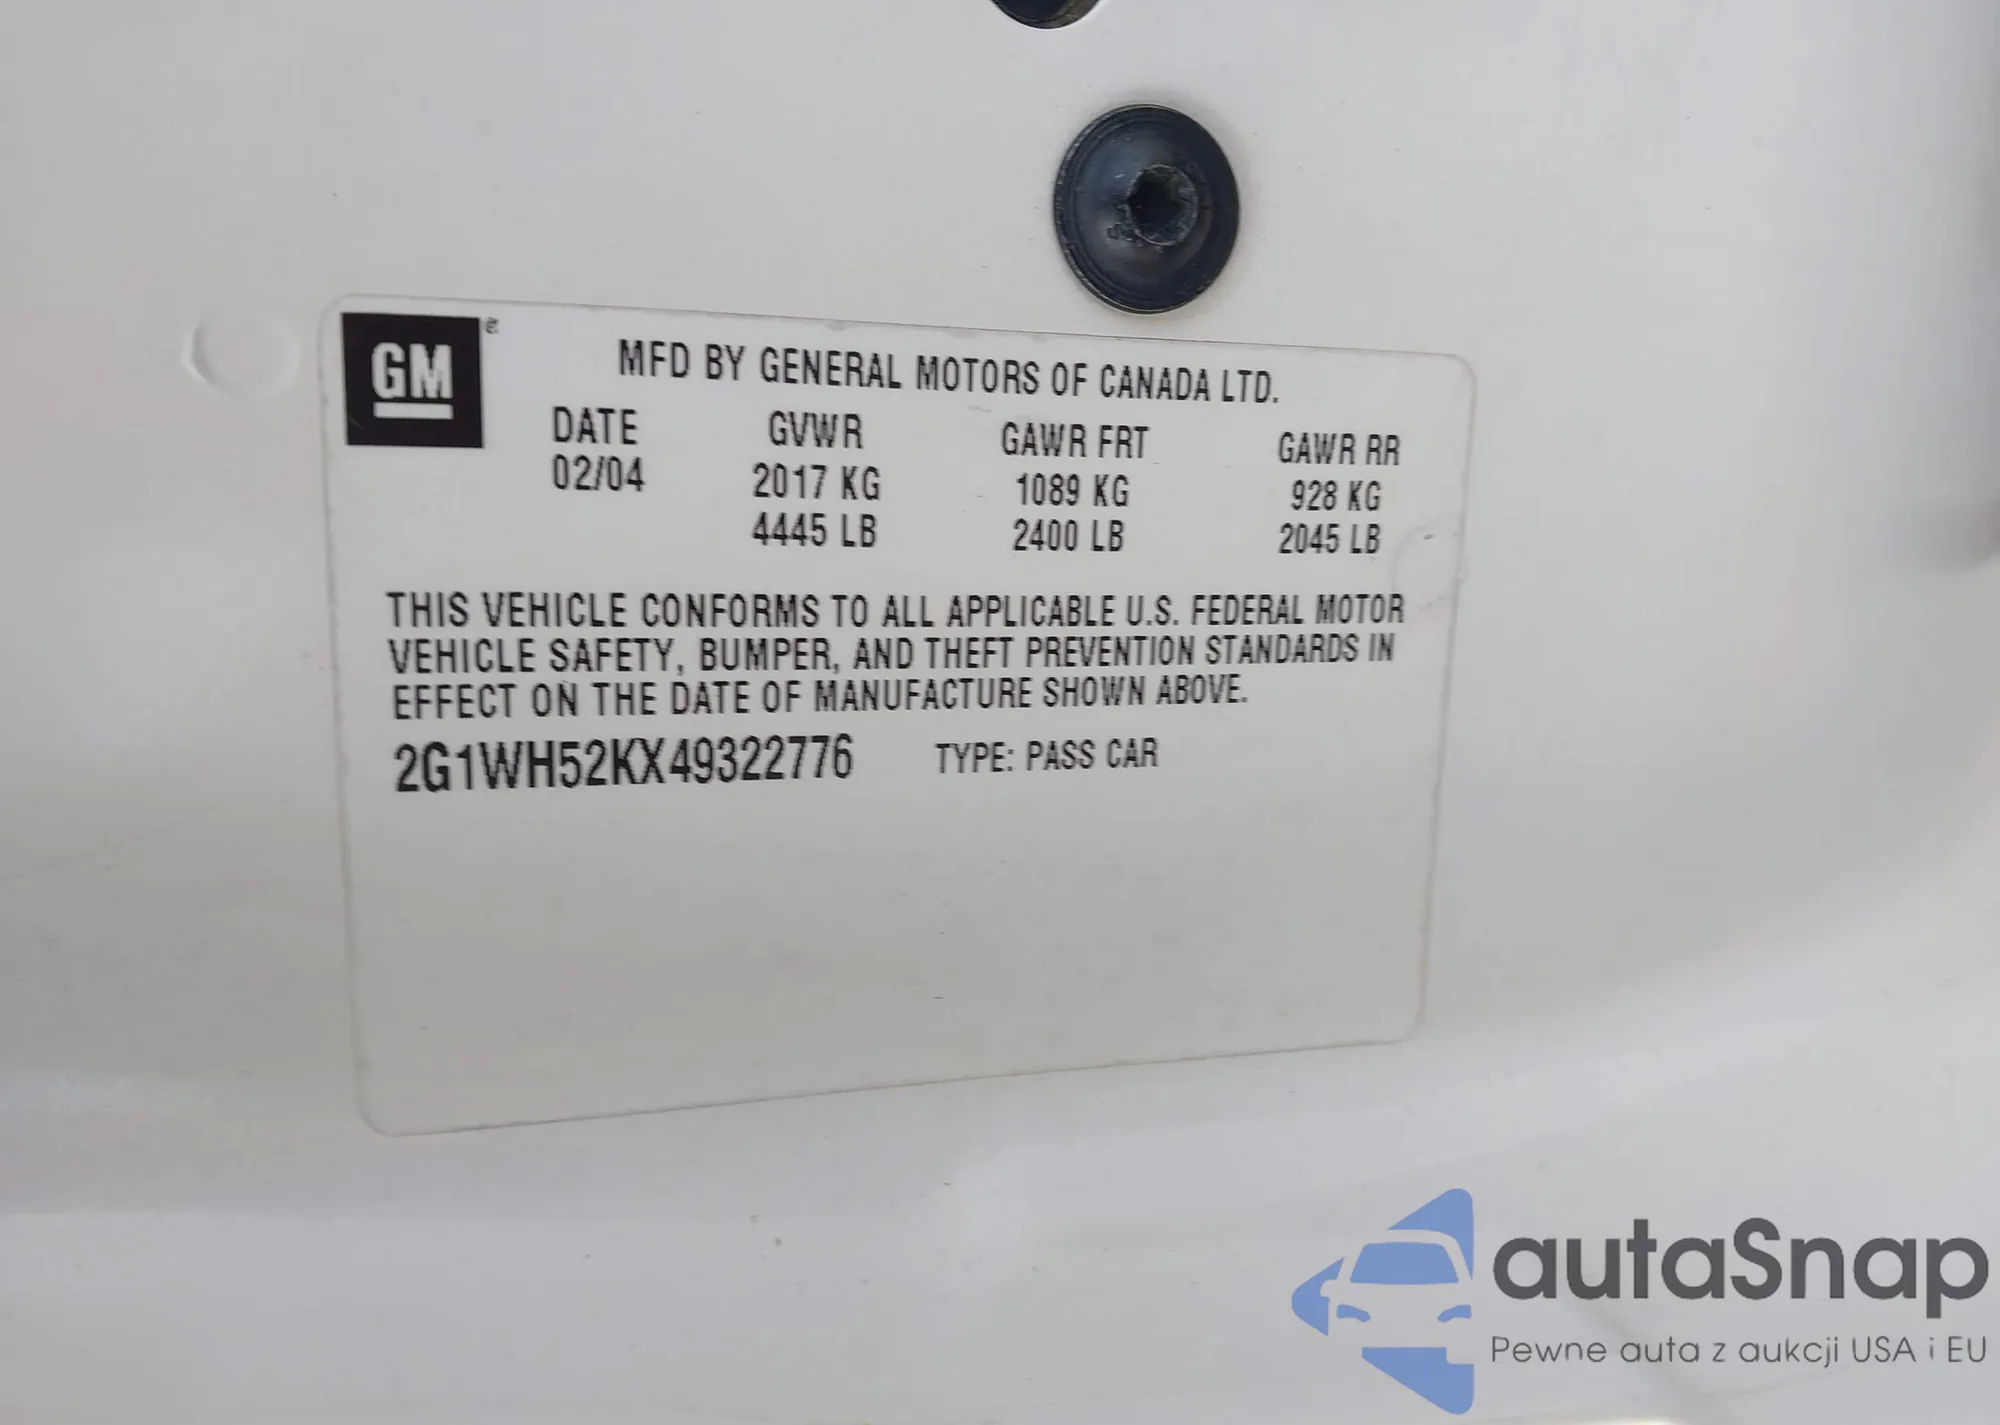 GM
MFD BY GENERAL MOTORS OF CANADA LTD.
DATE GVWR GAWR FRT GAWR RR
02/04 2017 KG 1089 KG 928 KG
4445 LB 2400 LB 2045 LB
THIS VEHICLE CONFORMS TO ALL APPLICABLE U.S. FEDERAL MOTOR
VEHICLE SAFETY, BUMPER, AND THEFT PREVENTION STANDARDS IN
EFFECT ON THE DATE OF MANUFACTURE SHOWN ABOVE.
2G1WH52KX49322776 TYPE: PASS CAR
autaSnap
Pewne auta z aukcji USA i EU